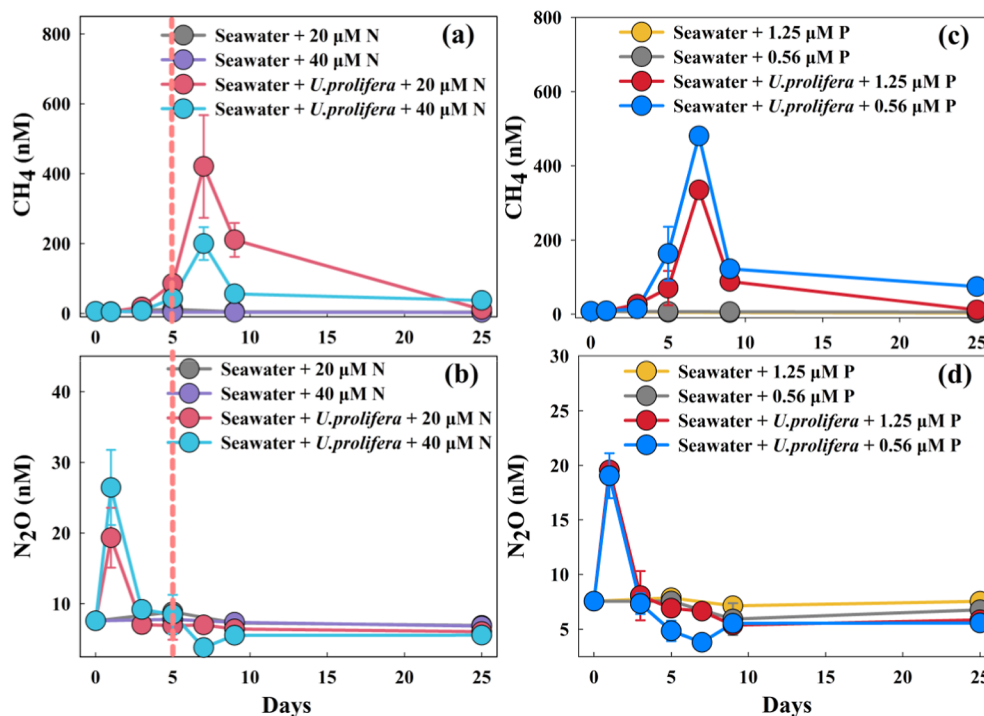 (a)
Seawater + 20 μM N
Seawater + 40 μM N
Seawater + U.prolifera + 20 μM N
Seawater + U.prolifera + 40 μM N
CH₄ (nM)
800
600
400
200
0
0 5 10 15 20 25
(c)
Seawater + 1.25 μM P
Seawater + 0.56 μM P
Seawater + U.prolifera + 1.25 μM P
Seawater + U.prolifera + 0.56 μM P
CH₄ (nM)
800
600
400
200
0
0 5 10 15 20 25
(b)
Seawater + 20 μM N
Seawater + 40 μM N
Seawater + U.prolifera + 20 μM N
Seawater + U.prolifera + 40 μM N
N₂O (nM)
40
30
20
10
0 5 10 15 20 25
Days
(d)
Seawater + 1.25 μM P
Seawater + 0.56 μM P
Seawater + U.prolifera + 1.25 μM P
Seawater + U.prolifera + 0.56 μM P
N₂O (nM)
30
25
20
15
10
5
0 5 10 15 20 25
Days